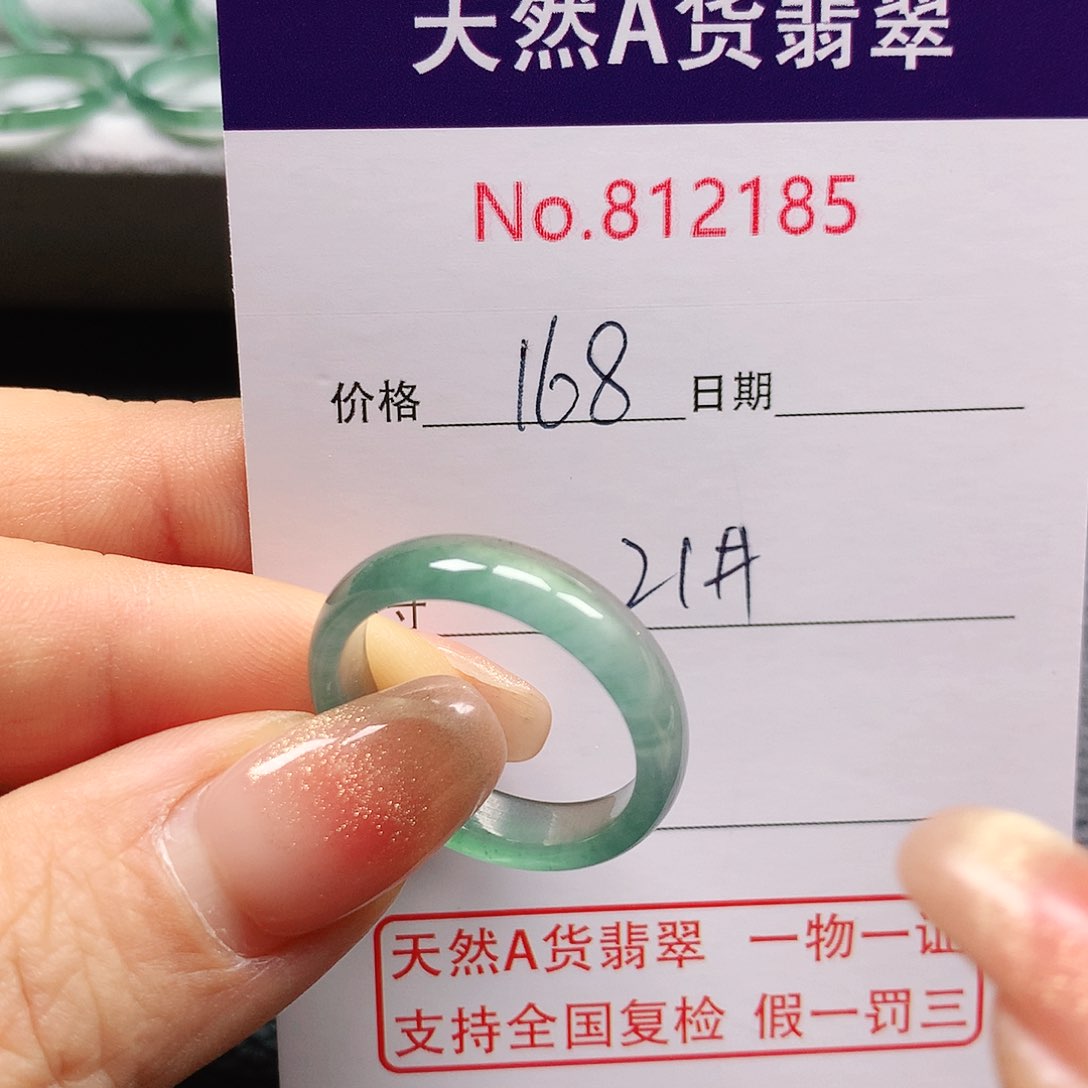 天然A货翡翠
No.812185
价格 168 日期
寸 21#
天然A货翡翠 一物一证
支持全国复检 假一罚三